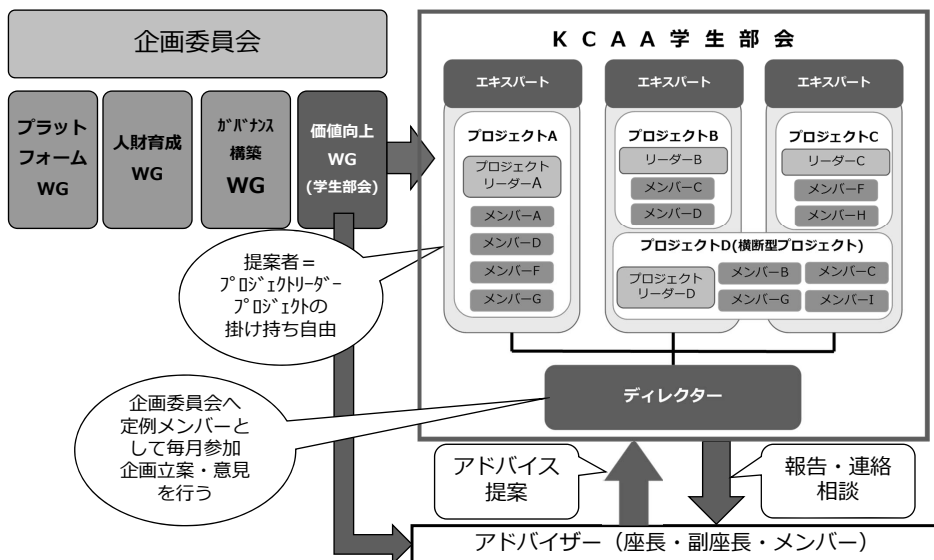 企画委員会
プラット
フォーム
WG
人財育成
WG
ｶﾞﾊﾞﾅﾝｽ
構築
WG
価値向上
WG
(学生部会)
KCAA学生部会
エキスパート
エキスパート
エキスパート
プロジェクトA
プロジェクト
リーダーA
メンバーA
メンバーD
メンバーF
メンバーG
プロジェクトB
リーダーB
メンバーC
メンバーD
プロジェクトC
リーダーC
メンバーF
メンバーH
プロジェクトD(横断型プロジェクト)
プロジェクト
リーダーD
メンバーB
メンバーC
メンバーG
メンバーI
提案者＝
ﾌﾟﾛｼﾞｪｸﾄﾘｰﾀﾞｰ
ﾌﾟﾛｼﾞｪｸﾄの
掛け持ち自由
ディレクター
企画委員会へ
定例メンバーと
して毎月参加
企画立案・意見
を行う
アドバイス
提案
報告・連絡
相談
アドバイザー（座長・副座長・メンバー）